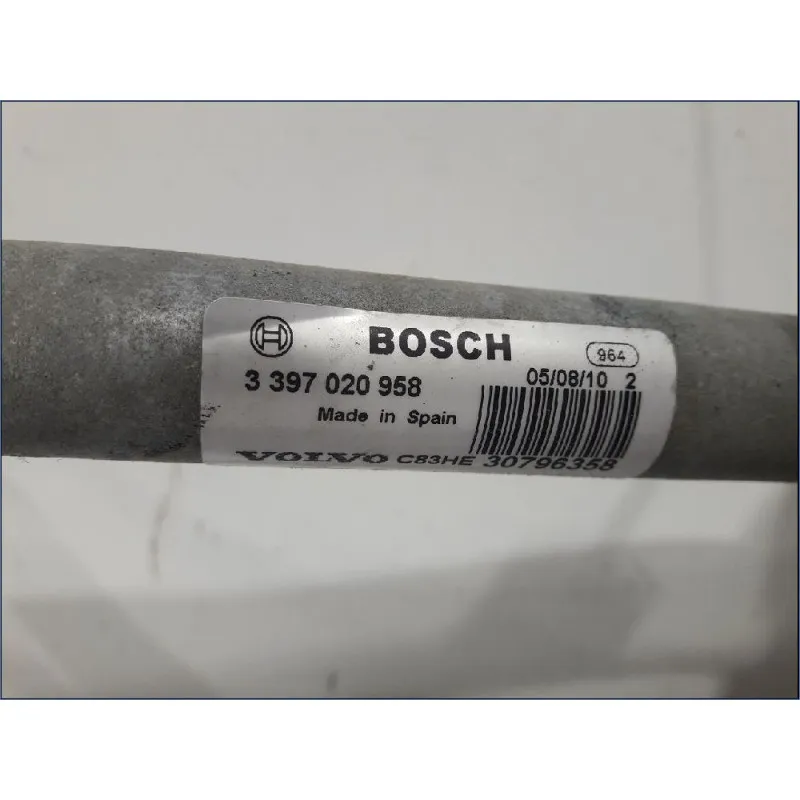 BOSCH 964
3 397 020 958 05/08/10 2
Made in Spain
VOLVO C83HE 30796358